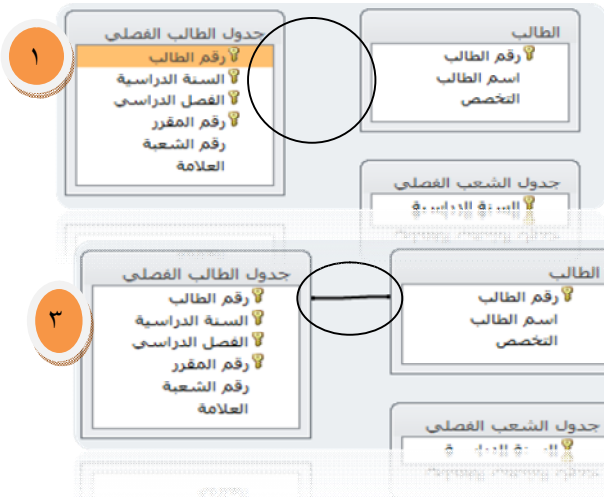 ١
جدول الطالب الفصلي
رقم الطالب
السنة الدراسية
الفصل الدراسي
رقم المقرر
رقم الشعبة
العلامة
الطالب
رقم الطالب
اسم الطالب
التخصص
جدول الشعب الفصلي
السنة الدراسية
٣
جدول الطالب الفصلي
رقم الطالب
السنة الدراسية
الفصل الدراسي
رقم المقرر
رقم الشعبة
العلامة
الطالب
رقم الطالب
اسم الطالب
التخصص
جدول الشعب الفصلي